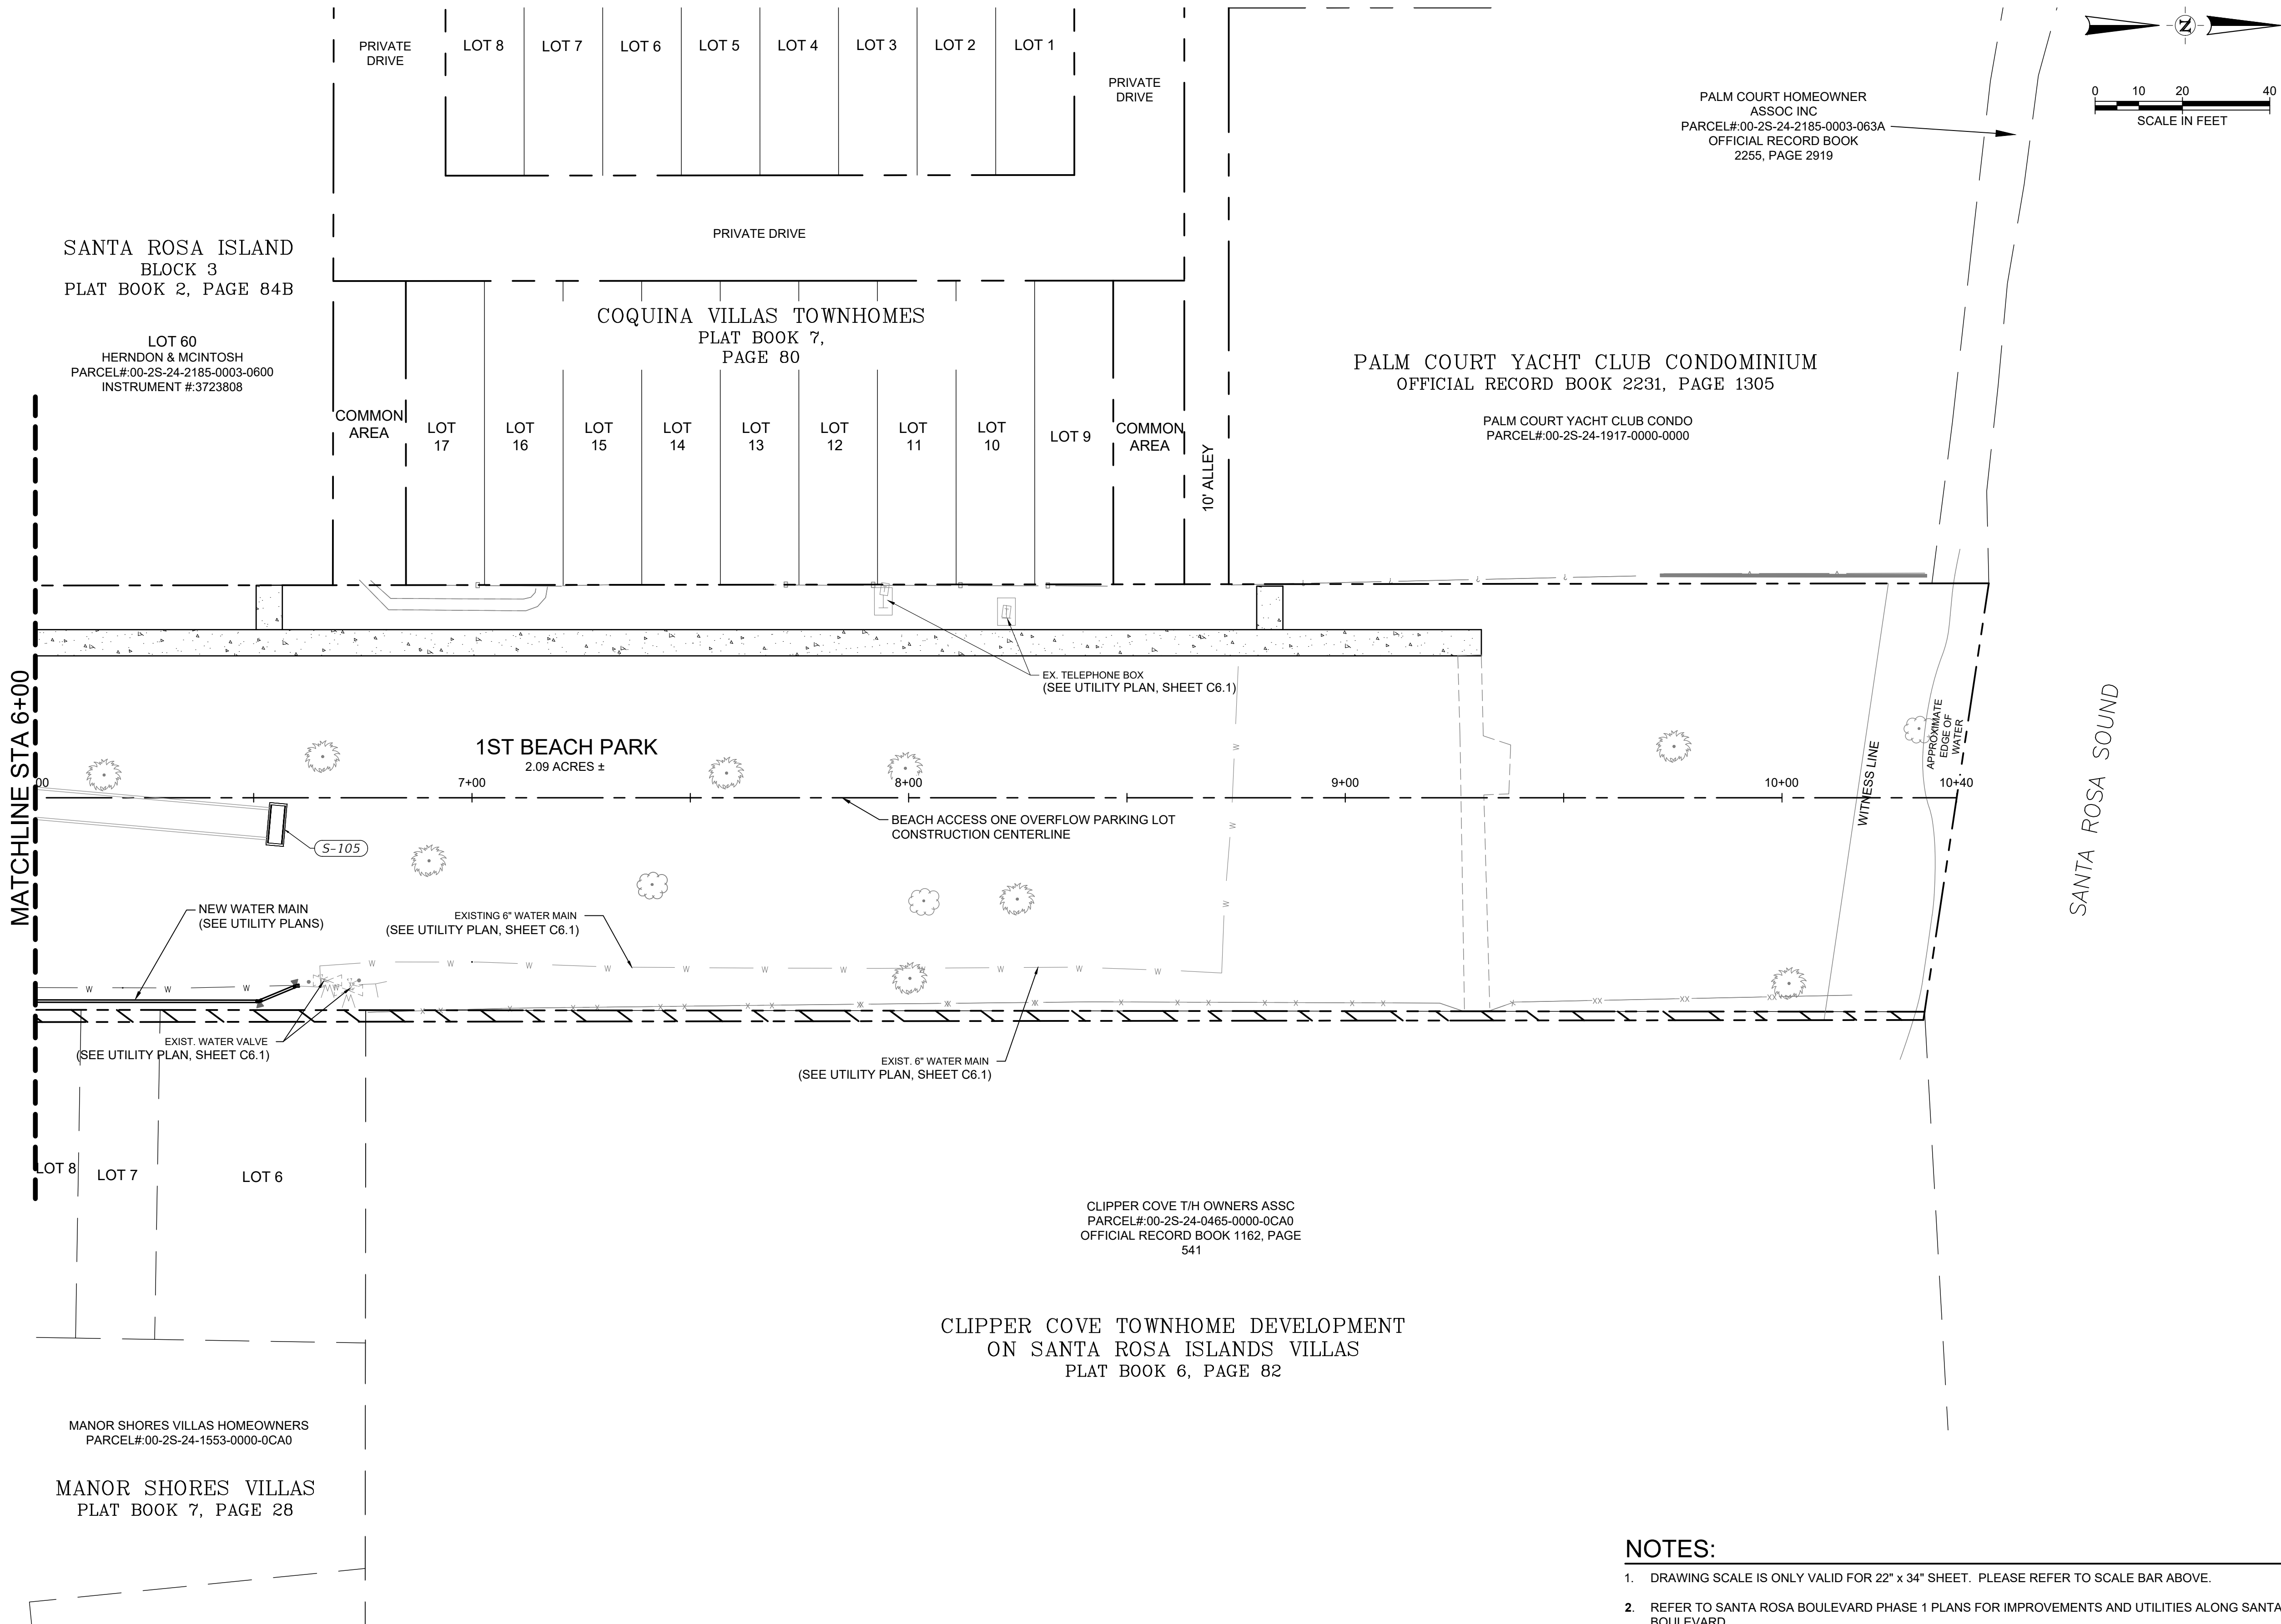 PRIVATE
DRIVE
LOT 8
LOT 7
LOT 6
LOT 5
LOT 4
LOT 3
LOT 2
LOT 1
PRIVATE
DRIVE
N
0 10 20 40
SCALE IN FEET
PALM COURT HOMEOWNER
ASSOC INC
PARCEL#:00-2S-24-2185-0003-063A
OFFICIAL RECORD BOOK
2255, PAGE 2919
PRIVATE DRIVE
SANTA ROSA ISLAND
BLOCK 3
PLAT BOOK 2, PAGE 84B
LOT 60
HERNDON & MCINTOSH
PARCEL#:00-2S-24-2185-0003-0600
INSTRUMENT #:3723808
COQUINA VILLAS TOWNHOMES
PLAT BOOK 7,
PAGE 80
PALM COURT YACHT CLUB CONDOMINIUM
OFFICIAL RECORD BOOK 2231, PAGE 1305
PALM COURT YACHT CLUB CONDO
PARCEL#:00-2S-24-1917-0000-0000
COMMON
AREA
LOT
17
LOT
16
LOT
15
LOT
14
LOT
13
LOT
12
LOT
11
LOT
10
LOT 9
COMMON
AREA
10' ALLEY
EX. TELEPHONE BOX
(SEE UTILITY PLAN, SHEET C6.1)
MATCHLINE STA 6+00
1ST BEACH PARK
2.09 ACRES ±
00
7+00
8+00
9+00
10+00
10+40
WITNESS LINE
APPROXIMATE
EDGE OF
WATER
SANTA ROSA SOUND
BEACH ACCESS ONE OVERFLOW PARKING LOT
CONSTRUCTION CENTERLINE
S-105
NEW WATER MAIN
(SEE UTILITY PLANS)
EXISTING 6" WATER MAIN
(SEE UTILITY PLAN, SHEET C6.1)
EXIST. WATER VALVE
(SEE UTILITY PLAN, SHEET C6.1)
EXIST. 6" WATER MAIN
(SEE UTILITY PLAN, SHEET C6.1)
LOT 8
LOT 7
LOT 6
CLIPPER COVE T/H OWNERS ASSC
PARCEL#:00-2S-24-0465-0000-0CA0
OFFICIAL RECORD BOOK 1162, PAGE
541
CLIPPER COVE TOWNHOME DEVELOPMENT
ON SANTA ROSA ISLANDS VILLAS
PLAT BOOK 6, PAGE 82
MANOR SHORES VILLAS HOMEOWNERS
PARCEL#:00-2S-24-1553-0000-0CA0
MANOR SHORES VILLAS
PLAT BOOK 7, PAGE 28
NOTES:
1. DRAWING SCALE IS ONLY VALID FOR 22" x 34" SHEET. PLEASE REFER TO SCALE BAR ABOVE.
2. REFER TO SANTA ROSA BOULEVARD PHASE 1 PLANS FOR IMPROVEMENTS AND UTILITIES ALONG SANTA
BOULEVARD